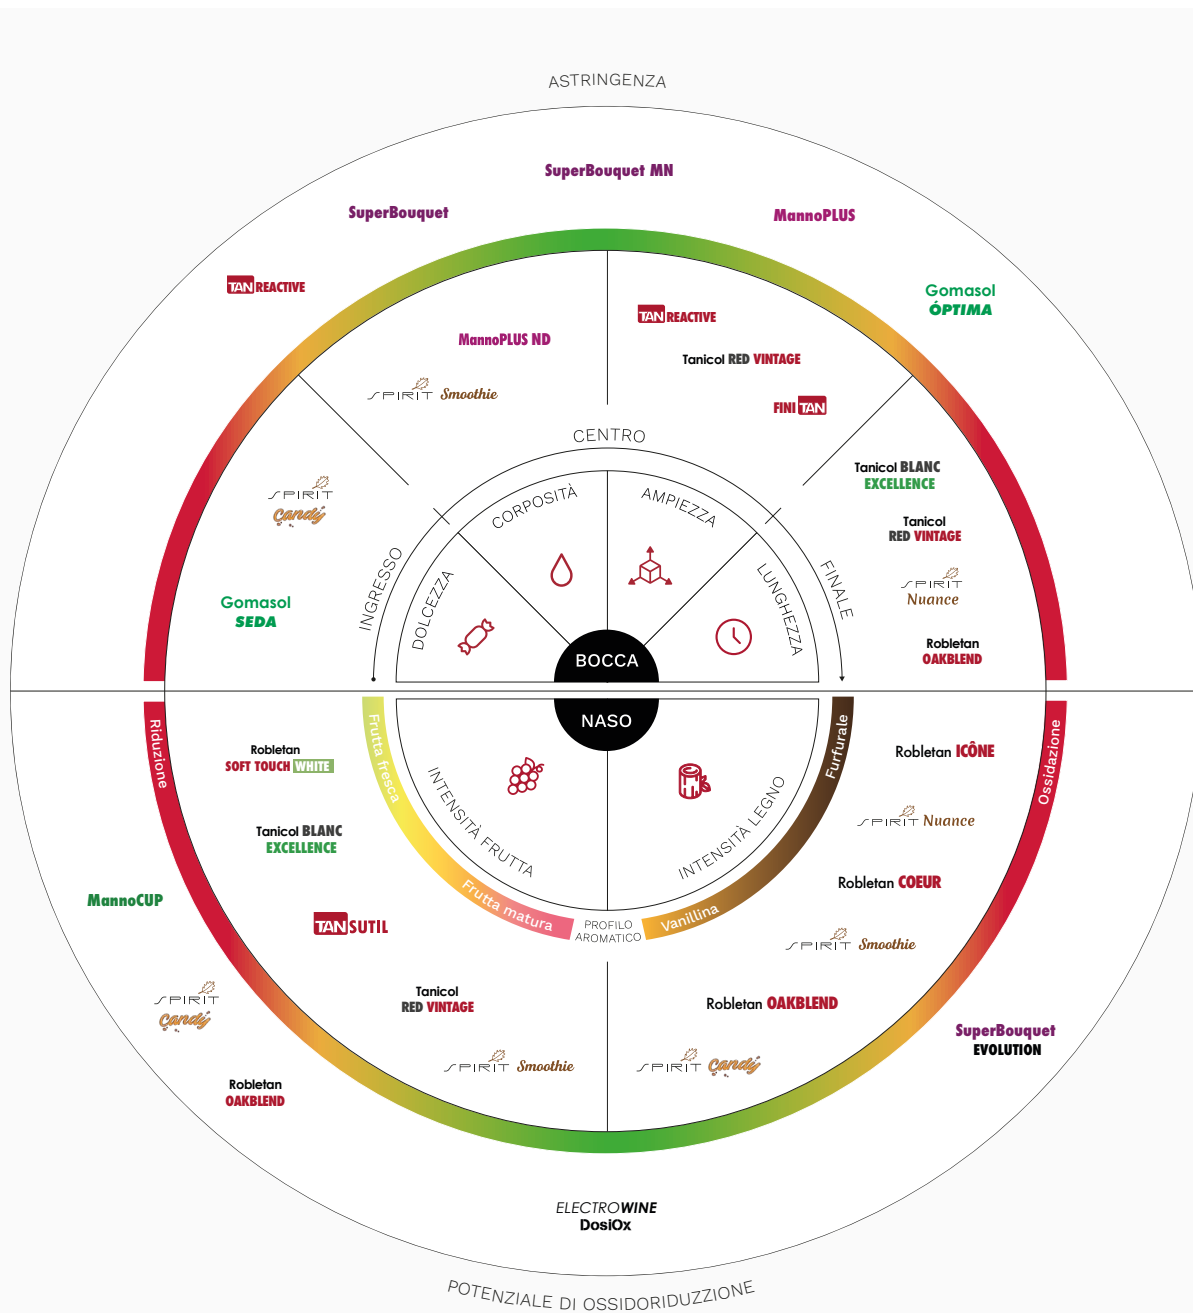 ASTRINGENZA
SuperBouquet MN
SuperBouquet
MannoPLUS
TAN REACTIVE
Gomasol
ÓPTIMA
TAN REACTIVE
MannoPLUS ND
Tanicol RED VINTAGE
SPIRIT Smoothie
FINI TAN
CENTRO
Tanicol BLANC
EXCELLENCE
SPIRIT
Candy
CORPOSITÀ
AMPIEZZA
Tanicol
RED VINTAGE
INGRESSO
DOLCEZZA
LUNGHEZZA
FINALE
SPIRIT
Nuance
Gomasol
SEDA
Robletan
OAKBLEND
BOCCA
NASO
Riduzione
Robletan
SOFT TOUCH WHITE
Frutta fresca
INTENSITÀ FRUTTA
INTENSITÀ LEGNO
Furfurale
Robletan ICÔNE
Ossidazione
Tanicol BLANC
EXCELLENCE
SPIRIT Nuance
MannoCUP
Robletan COEUR
Frutta matura
PROFILO
AROMATICO
Vanillina
TAN SUTIL
SPIRIT Smoothie
SPIRIT
Candy
Tanicol
RED VINTAGE
Robletan OAKBLEND
SuperBouquet
EVOLUTION
SPIRIT Smoothie
SPIRIT Candy
Robletan
OAKBLEND
ELECTROWINE
DosiOx
POTENZIALE DI OSSIDORIDUZZIONE